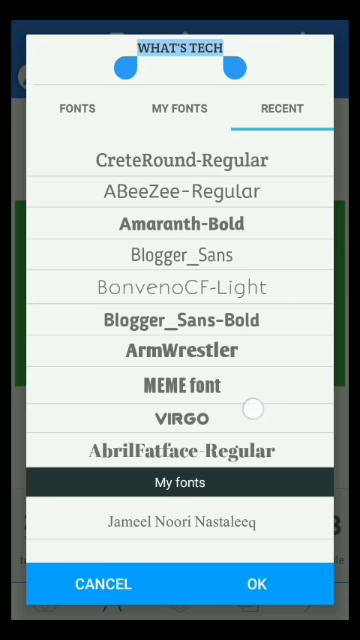 WHAT'S TECH
FONTS
MY FONTS
RECENT
CreteRound-Regular
ABeeZee-Regular
Amaranth-Bold
Blogger_Sans
BonvenoCF-Light
Blogger_Sans-Bold
ArmWrestler
MEME font
VIRGO
AbrilFatface-Regular
My fonts
Jameel Noori Nastaleeq
CANCEL
OK